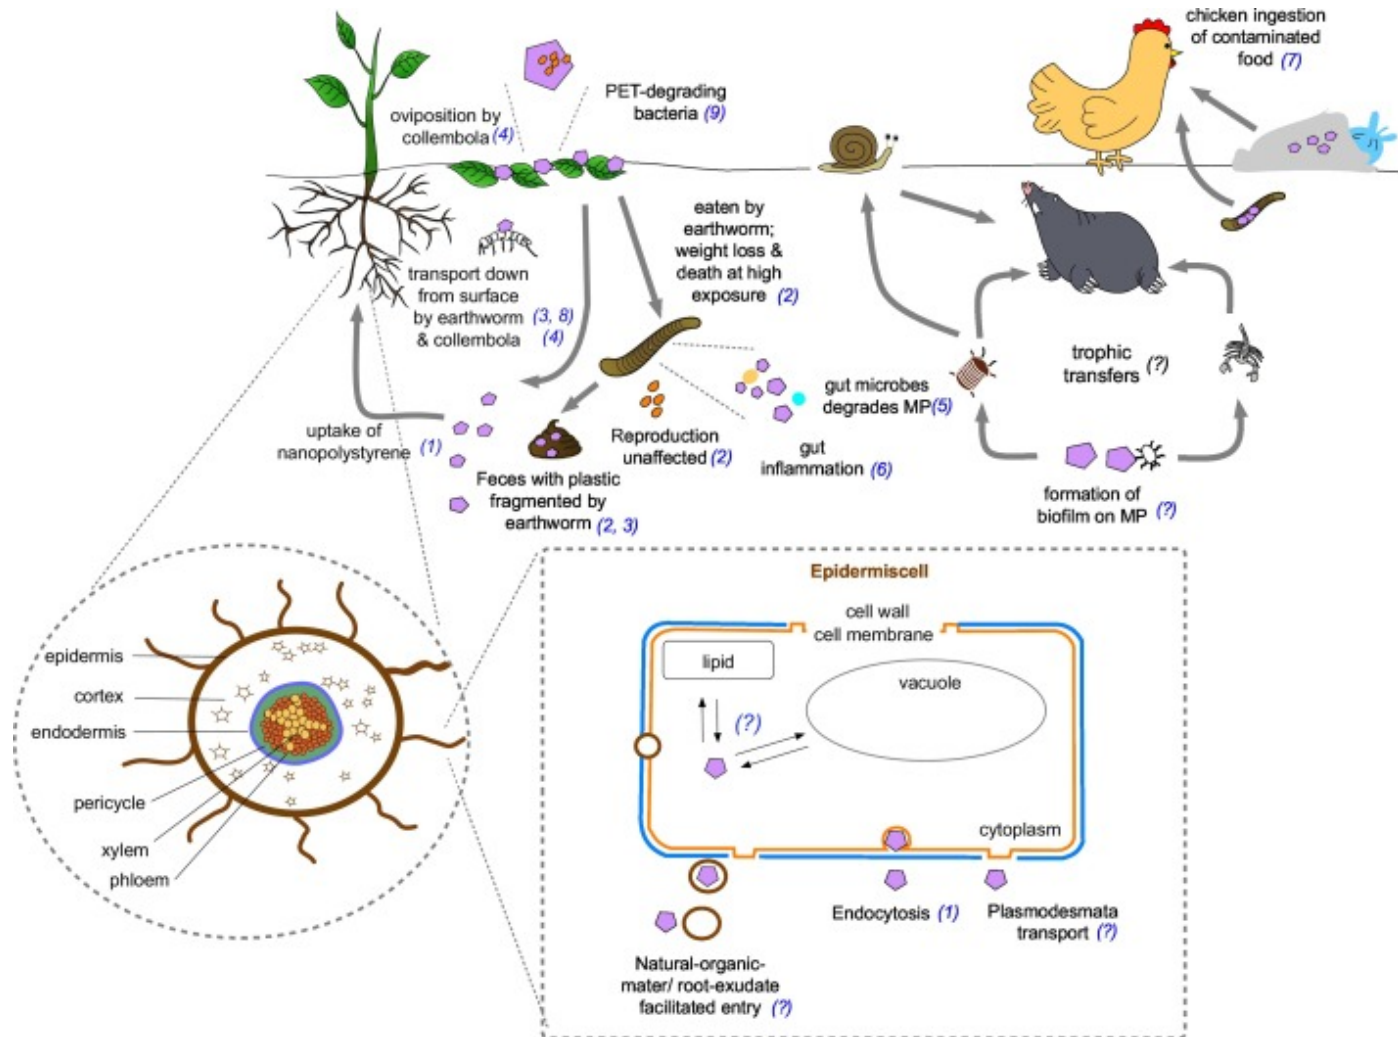 chicken ingestion
of contaminated
food (7)
PET-degrading
bacteria (9)
oviposition by
collembola (4)
eaten by
earthworm;
weight loss &
death at high
exposure (2)
transport down
from surface
by earthworm (3, 8)
& collembola (4)
trophic
transfers (?)
gut microbes
degrades MP(5)
uptake of
nanopolystyrene (1)
Reproduction
unaffected (2)
gut
inflammation (6)
Feces with plastic
fragmented by
earthworm (2, 3)
formation of
biofilm on MP (?)
Epidermiscell
cell wall
cell membrane
lipid
vacuole
(?)
cytoplasm
epidermis
cortex
endodermis
pericycle
xylem
phloem
Endocytosis (1)
Plasmodesmata
transport (?)
Natural-organic-
mater/ root-exudate
facilitated entry (?)